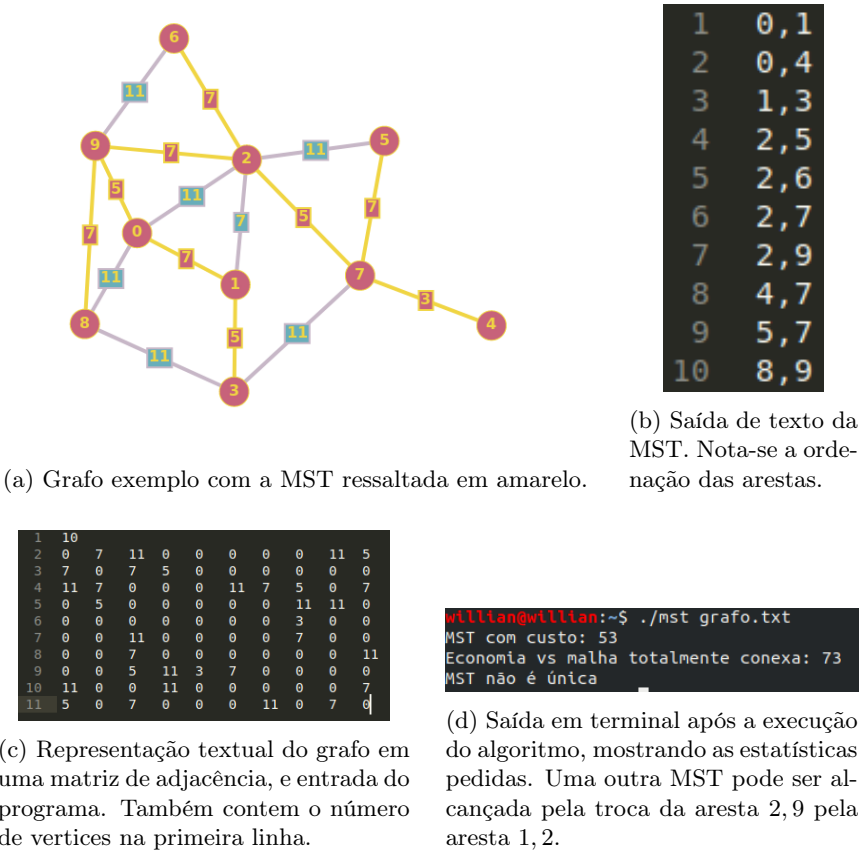 6
11
7
9
7
2
11
5
5
11
7
5
7
7
0
7
11
1
7
3
8
5
11
4
11
3
(a) Grafo exemplo com a MST ressaltada em amarelo.
1 0,1
2 0,4
3 1,3
4 2,5
5 2,6
6 2,7
7 2,9
8 4,7
9 5,7
10 8,9
(b) Saída de texto da
MST. Nota-se a orde-
nação das arestas.
1 10
2 0 7 11 0 0 0 0 0 11 5
3 7 0 7 5 0 0 0 0 0 0
4 11 7 0 0 0 11 7 5 0 7
5 0 5 0 0 0 0 0 11 11 0
6 0 0 0 0 0 0 0 3 0 0
7 0 0 11 0 0 0 0 7 0 0
8 0 0 7 0 0 0 0 0 0 11
9 0 0 5 11 3 7 0 0 0 0
10 11 0 0 11 0 0 0 0 0 7
11 5 0 7 0 0 0 11 0 7 0
(c) Representação textual do grafo em
uma matriz de adjacência, e entrada do
programa. Também contem o número
de vertices na primeira linha.
willian@willian:~$ ./mst grafo.txt
MST com custo: 53
Economia vs malha totalmente conexa: 73
MST não é única
(d) Saída em terminal após a execução
do algoritmo, mostrando as estatísticas
pedidas. Uma outra MST pode ser al-
cançada pela troca da aresta 2, 9 pela
aresta 1, 2.